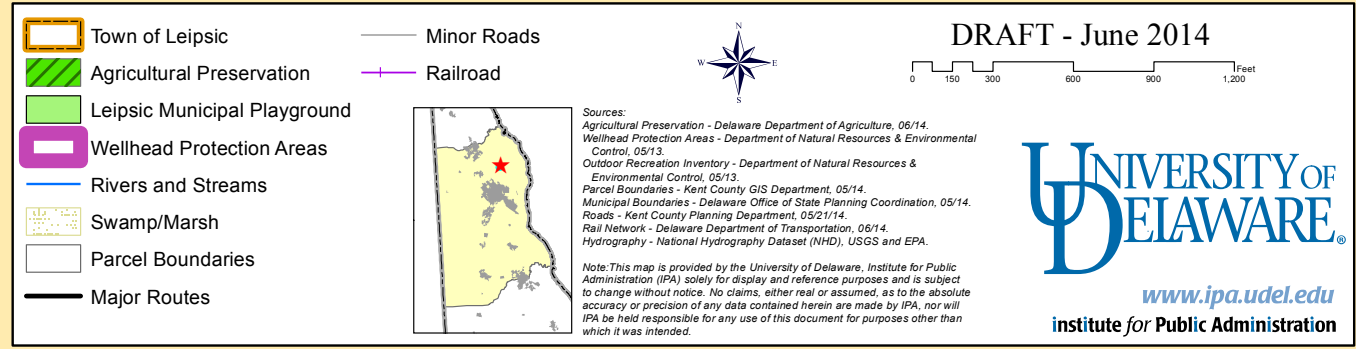 Town of Leipsic
Agricultural Preservation
Leipsic Municipal Playground
Wellhead Protection Areas
Rivers and Streams
Swamp/Marsh
Parcel Boundaries
Major Routes
Minor Roads
Railroad
N
W
E
S
DRAFT - June 2014
Feet
0 150 300 600 900 1,200
Sources:
Agricultural Preservation - Delaware Department of Agriculture, 06/14.
Wellhead Protection Areas - Department of Natural Resources & Environmental
Control, 05/13.
Outdoor Recreation Inventory - Department of Natural Resources &
Environmental Control, 05/13.
Parcel Boundaries - Kent County GIS Department, 05/14.
Municipal Boundaries - Delaware Office of State Planning Coordination, 05/14.
Roads - Kent County Planning Department, 05/21/14.
Rail Network - Delaware Department of Transportation, 06/14.
Hydrography - National Hydrography Dataset (NHD), USGS and EPA.
Note:This map is provided by the University of Delaware, Institute for Public
Administration (IPA) solely for display and reference purposes and is subject
to change without notice. No claims, either real or assumed, as to the absolute
accuracy or precision of any data contained herein are made by IPA, nor will
IPA be held responsible for any use of this document for purposes other than
which it was intended.
UNIVERSITY OF
DELAWARE®
www.ipa.udel.edu
institute for Public Administration